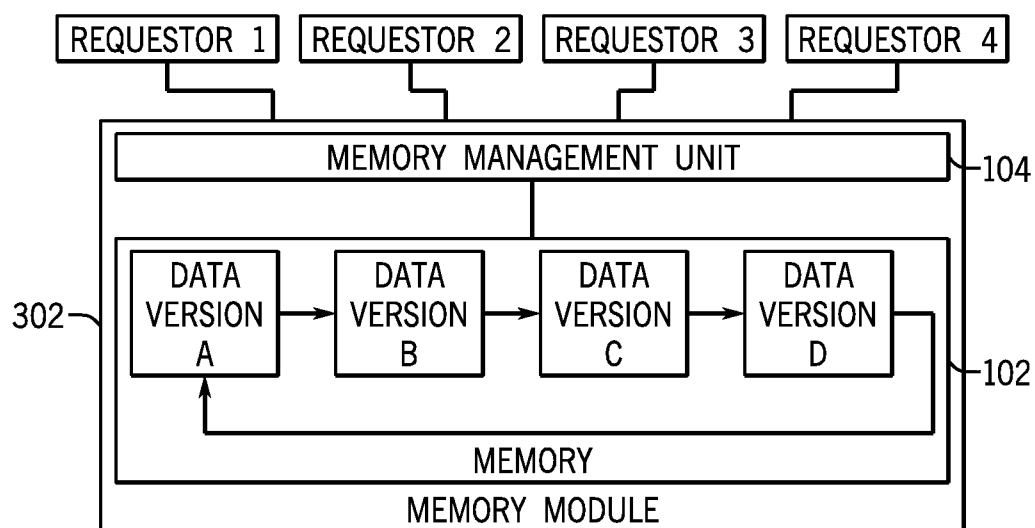 REQUESTOR 1
REQUESTOR 2
REQUESTOR 3
REQUESTOR 4
MEMORY MANAGEMENT UNIT
104
DATA
VERSION
A
DATA
VERSION
B
DATA
VERSION
C
DATA
VERSION
D
302
102
MEMORY
MEMORY MODULE